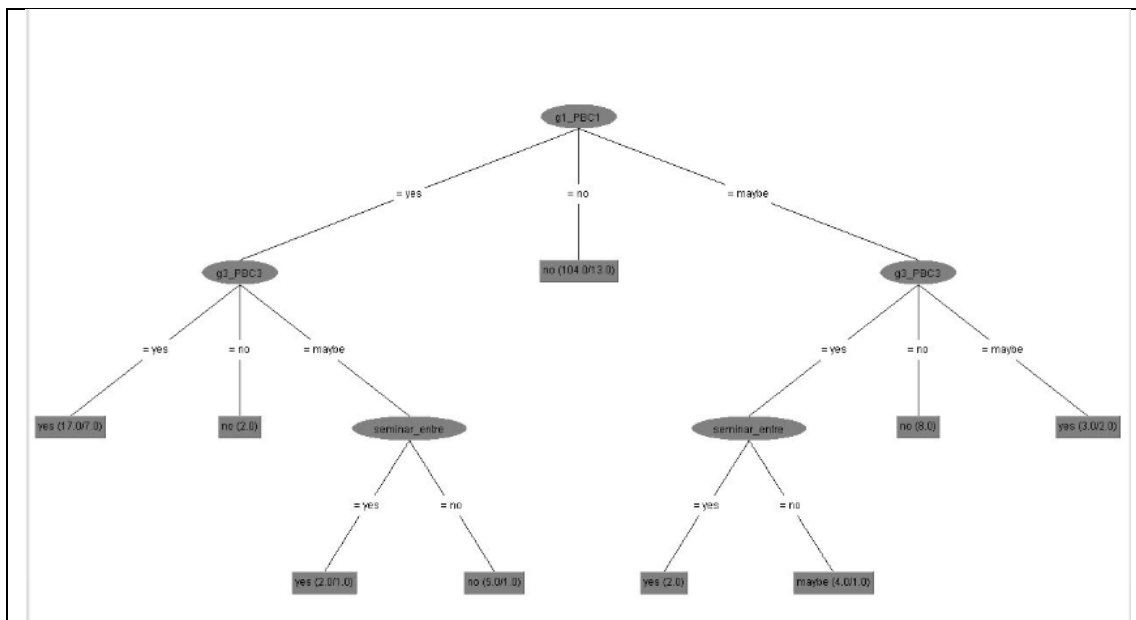 g1_PBC1
= yes
= no
= maybe
g3_PBC3
no (104.0/13.0)
g3_PBC3
= yes
= no
= maybe
= yes
= no
= maybe
yes (17.0/7.0)
no (2.0)
seminar_entre
seminar_entre
no (8.0)
yes (3.0/2.0)
= yes
= no
= yes
= no
yes (2.0/1.0)
no (5.0/1.0)
yes (2.0)
maybe (4.0/1.0)